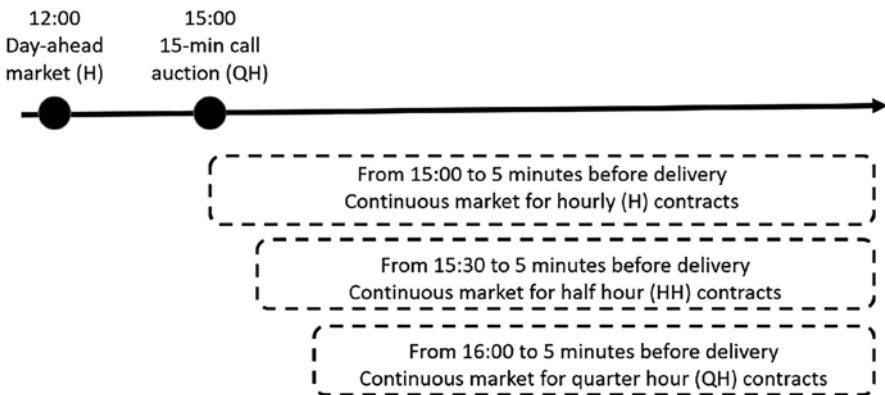 12:00
Day-ahead
market (H)
15:00
15-min call
auction (QH)
From 15:00 to 5 minutes before delivery
Continuous market for hourly (H) contracts
From 15:30 to 5 minutes before delivery
Continuous market for half hour (HH) contracts
From 16:00 to 5 minutes before delivery
Continuous market for quarter hour (QH) contracts